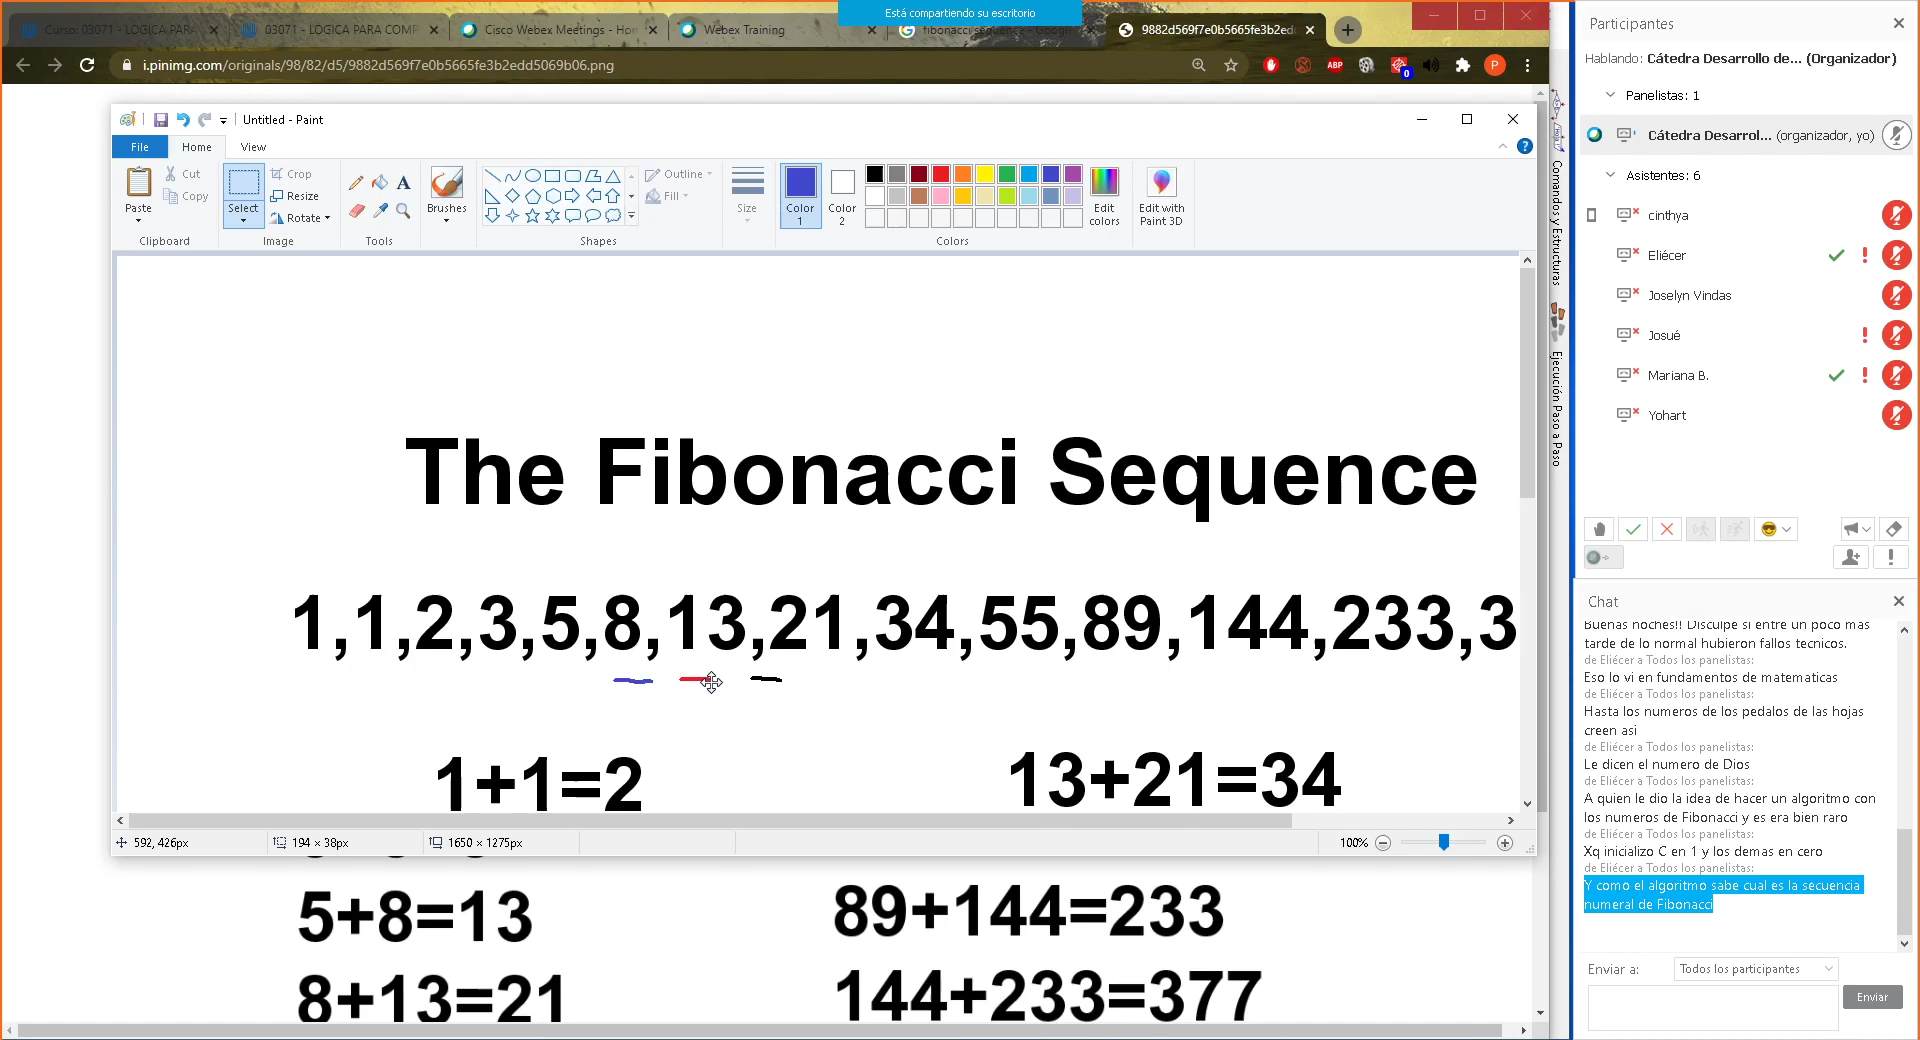 Está compartiendo su escritorio
Curso: 03071 - LOGICA PARA
03071 - LOGICA PARA COMP
Cisco Webex Meetings - Hom
Webex Training
fibonacci sequence - Google
9882d569f7e0b5665fe3b2edd
i.pinimg.com/originals/98/82/d5/9882d569f7e0b5665fe3b2edd5069b06.png
ABP
0
P
Untitled - Paint
File
Home
View
Paste
Cut
Copy
Clipboard
Select
Crop
Resize
Rotate
Image
Tools
Brushes
Outline
Fill
Shapes
Size
Color 1
Color 2
Edit colors
Colors
Edit with Paint 3D
The Fibonacci Sequence
1,1,2,3,5,8,13,21,34,55,89,144,233,3
1+1=2
13+21=34
592, 426px
194 × 38px
1650 × 1275px
100%
5+8=13
89+144=233
8+13=21
144+233=377
Comandos y Estructuras
Ejecución Paso a Paso
Participantes
Hablando: Cátedra Desarrollo de... (Organizador)
Panelistas: 1
Cátedra Desarrol... (organizador, yo)
Asistentes: 6
cinthya
Eliécer
Joselyn Vindas
Josué
Mariana B.
Yohart
Chat
Buenas noches!! Disculpe si entre un poco mas
tarde de lo normal hubieron fallos tecnicos.
de Eliécer a Todos los panelistas:
Eso lo vi en fundamentos de matematicas
de Eliécer a Todos los panelistas:
Hasta los numeros de los pedalos de las hojas
creen asi
de Eliécer a Todos los panelistas:
Le dicen el numero de Dios
de Eliécer a Todos los panelistas:
A quien le dio la idea de hacer un algoritmo con
los numeros de Fibonacci y es era bien raro
de Eliécer a Todos los panelistas:
Xq inicializo C en 1 y los demas en cero
de Eliécer a Todos los panelistas:
Y como el algoritmo sabe cual es la secuencia
numeral de Fibonacci
Enviar a:
Todos los participantes
Enviar